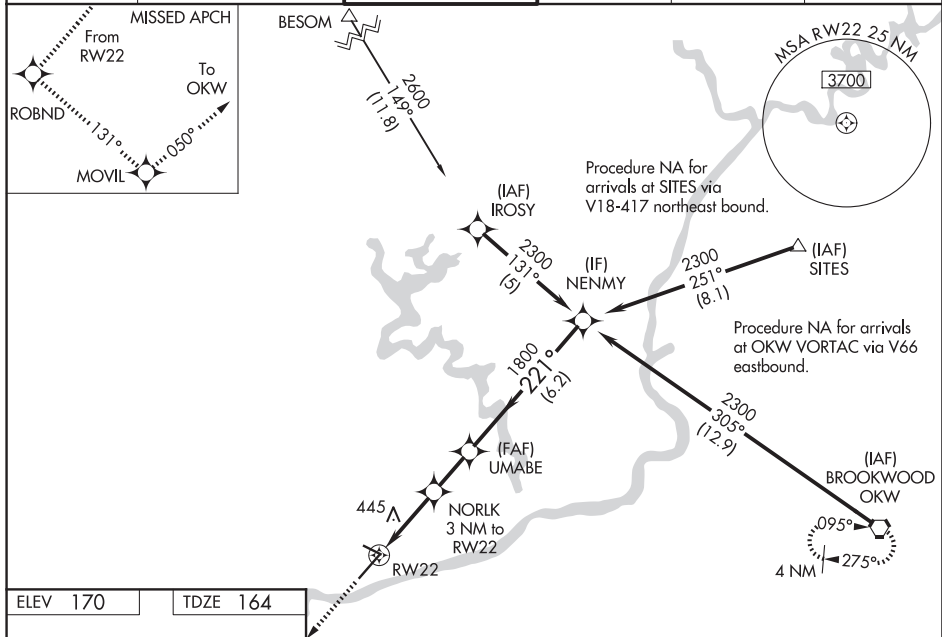 MISSED APCH
From
RW22
To
OKW
ROBND
131°
050°
MOVIL
BESOM
2600
149°
(11.8)
MSA RW22 25 NM
3700
Procedure NA for
arrivals at SITES via
V18-417 northeast bound.
(IAF)
IROSY
2300
131°
(5)
(IF)
NENMY
2300
251°
(8.1)
(IAF)
SITES
Procedure NA for arrivals
at OKW VORTAC via V66
eastbound.
1800
221°
(6.2)
2300
305°
(12.9)
(FAF)
UMABE
(IAF)
BROOKWOOD
OKW
445
NORLK
3 NM to
RW22
RW22
095°
275°
4 NM
ELEV 170
TDZE 164